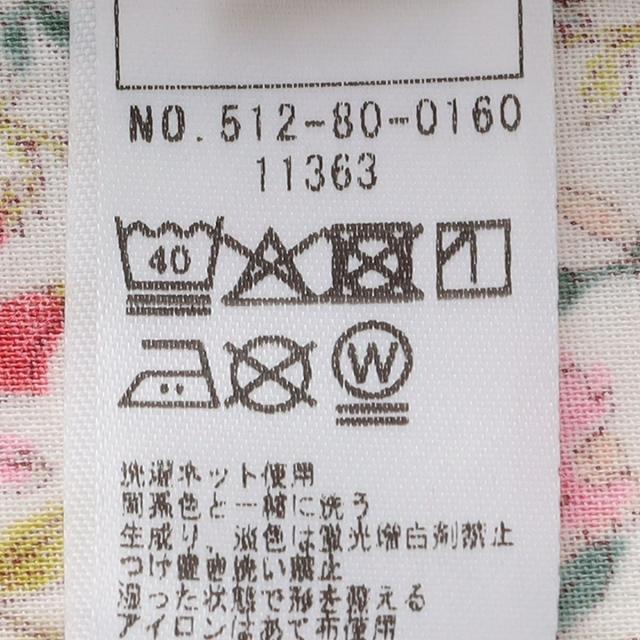 NO.512-80-0160
11363
40
W
洗濯ネット使用
同系色と一緒に洗う
生成り、淡色は蛍光増白剤禁止
つけ置き洗い禁止
湿った状態で形を整える
アイロンはあて布使用